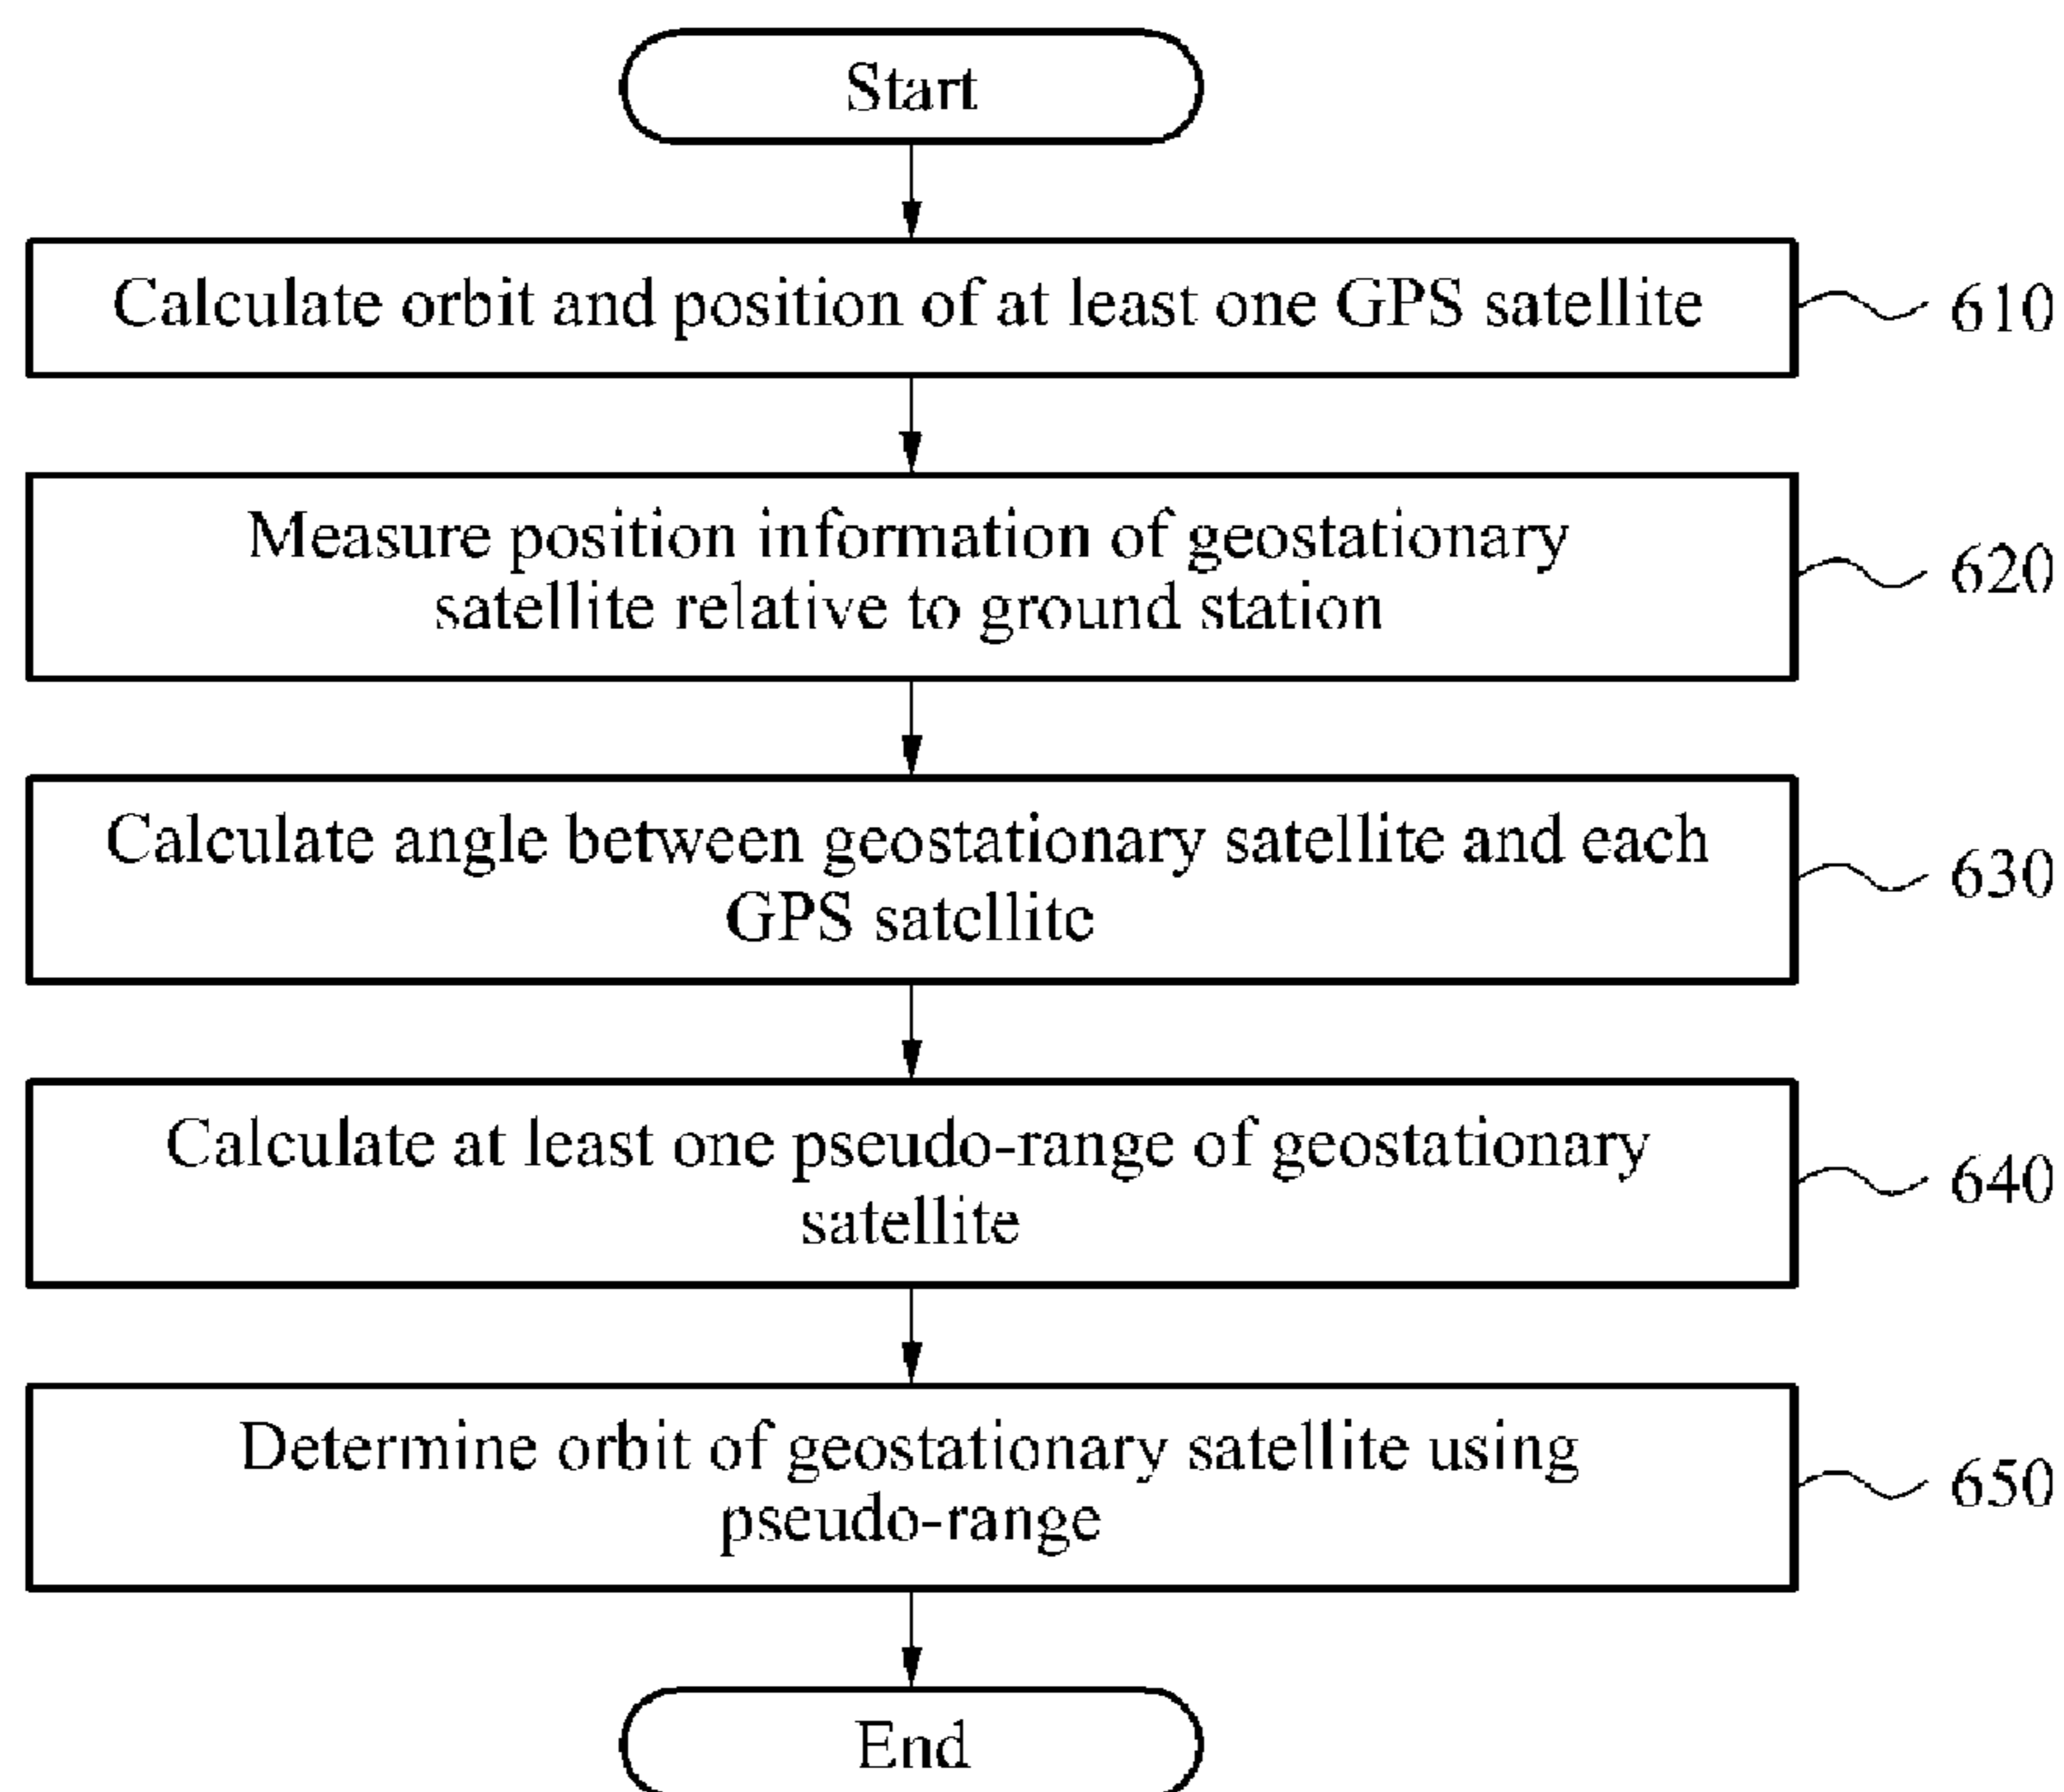 Start
Calculate orbit and position of at least one GPS satellite
610
Measure position information of geostationary
satellite relative to ground station
620
Calculate angle between geostationary satellite and each
GPS satellite
630
Calculate at least one pseudo-range of geostationary
satellite
640
Determine orbit of geostationary satellite using
pseudo-range
650
End